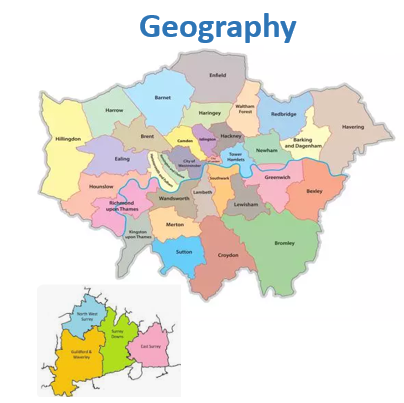 Geography
Enfield
Barnet
Harrow
Haringey
Waltham
Forest
Redbridge
Havering
Hillingdon
Brent
Camden
Islington
Hackney
Barking
and Dagenham
Newham
Ealing
City of
Westminster
Tower
Hamlets
Hounslow
Southwark
Greenwich
Bexley
Richmond
upon Thames
Wandsworth
Lambeth
Lewisham
Kingston
upon Thames
Merton
Sutton
Croydon
Bromley
North West
Surrey
Surrey
Downs
Guildford &
Waverley
East Surrey